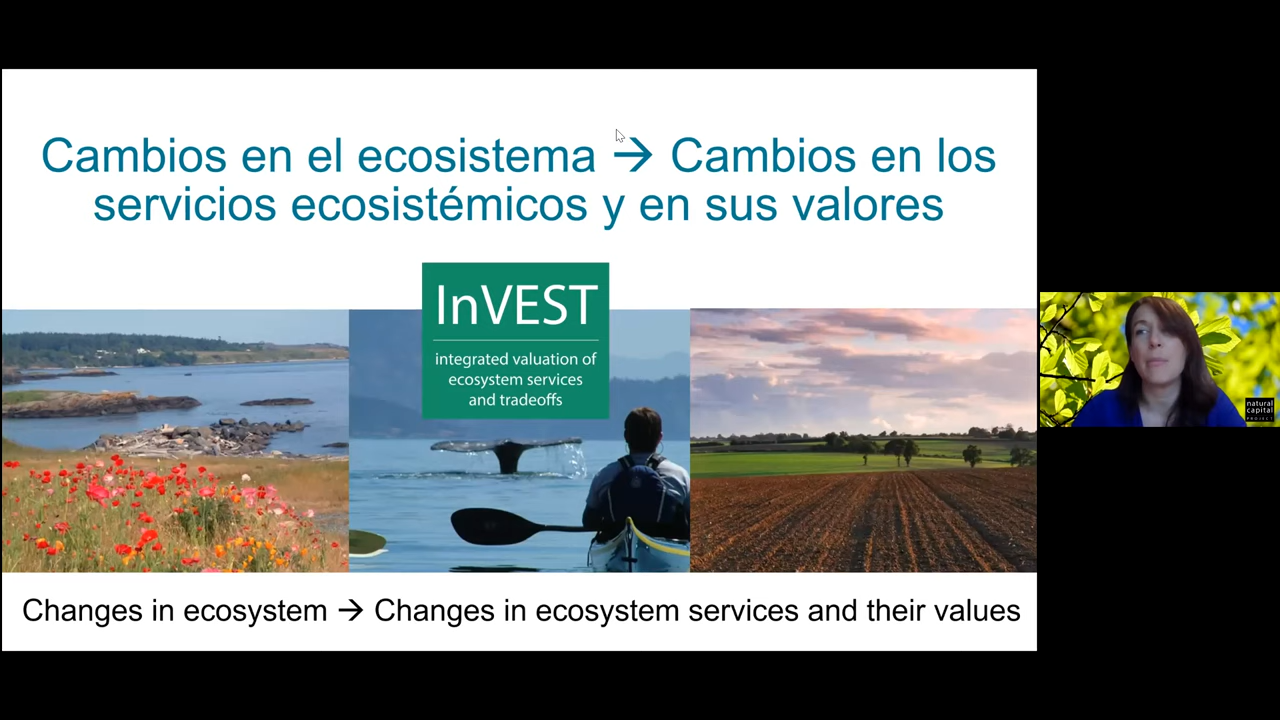 Cambios en el ecosistema → Cambios en los
servicios ecosistémicos y en sus valores
InVEST
integrated valuation of
ecosystem services
and tradeoffs
natural
capital
PROJECT
Changes in ecosystem → Changes in ecosystem services and their values